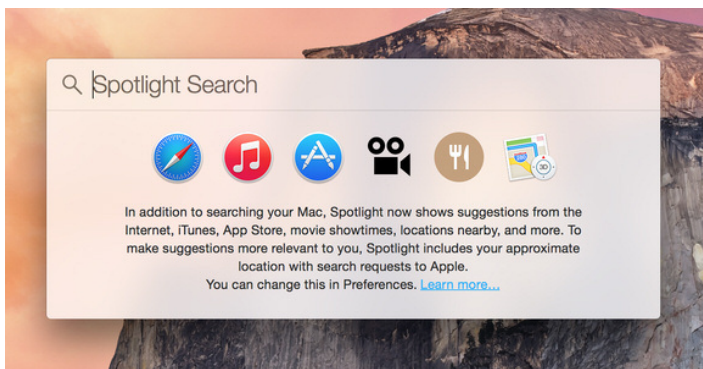 Spotlight Search
In addition to searching your Mac, Spotlight now shows suggestions from the
Internet, iTunes, App Store, movie showtimes, locations nearby, and more. To
make suggestions more relevant to you, Spotlight includes your approximate
location with search requests to Apple.
You can change this in Preferences. Learn more...
3D